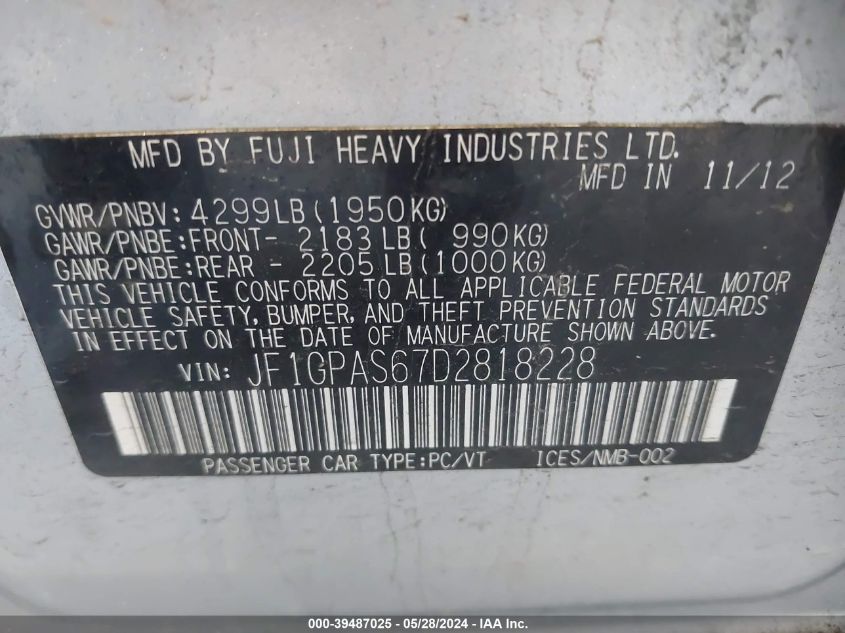 MFD BY FUJI HEAVY INDUSTRIES LTD.
MFD IN 11/12
GVWR/PNBV: 4299LB(1950KG)
GAWR/PNBE:FRONT- 2183LB( 990KG)
GAWR/PNBE:REAR - 2205LB(1000KG)
THIS VEHICLE CONFORMS TO ALL APPLICABLE FEDERAL MOTOR
VEHICLE SAFETY, BUMPER, AND THEFT PREVENTION STANDARDS
IN EFFECT ON THE DATE OF MANUFACTURE SHOWN ABOVE.
VIN: JF1GPAS67D2818228
PASSENGER CAR TYPE:PC/VT ICES/NMB-002
000-39487025 - 05/28/2024 - IAA Inc.